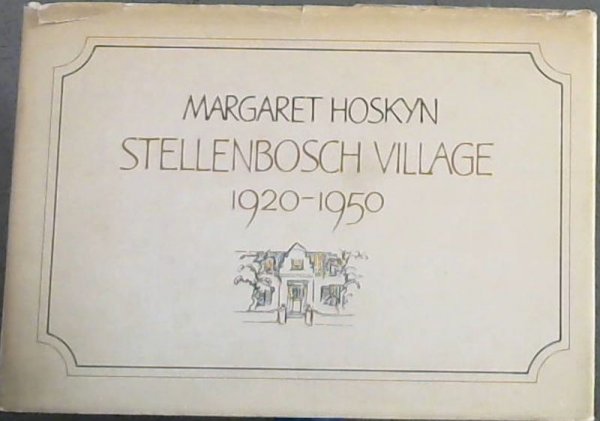 MARGARET HOSKYN
STELLENBOSCH VILLAGE
1920-1950